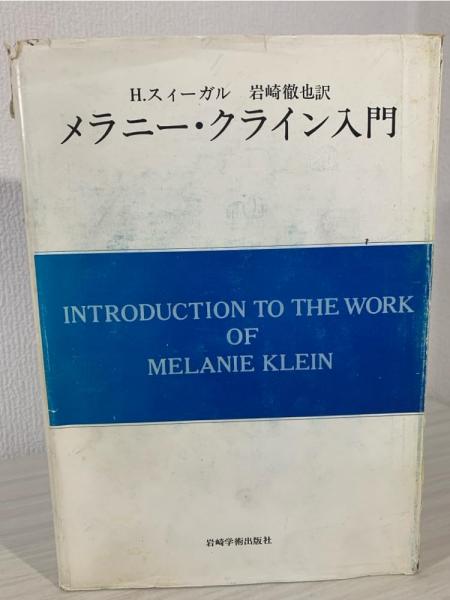 H.スィーガル 岩崎徹也訳
メラニー・クライン入門
INTRODUCTION TO THE WORK
OF
MELANIE KLEIN
岩崎学術出版社